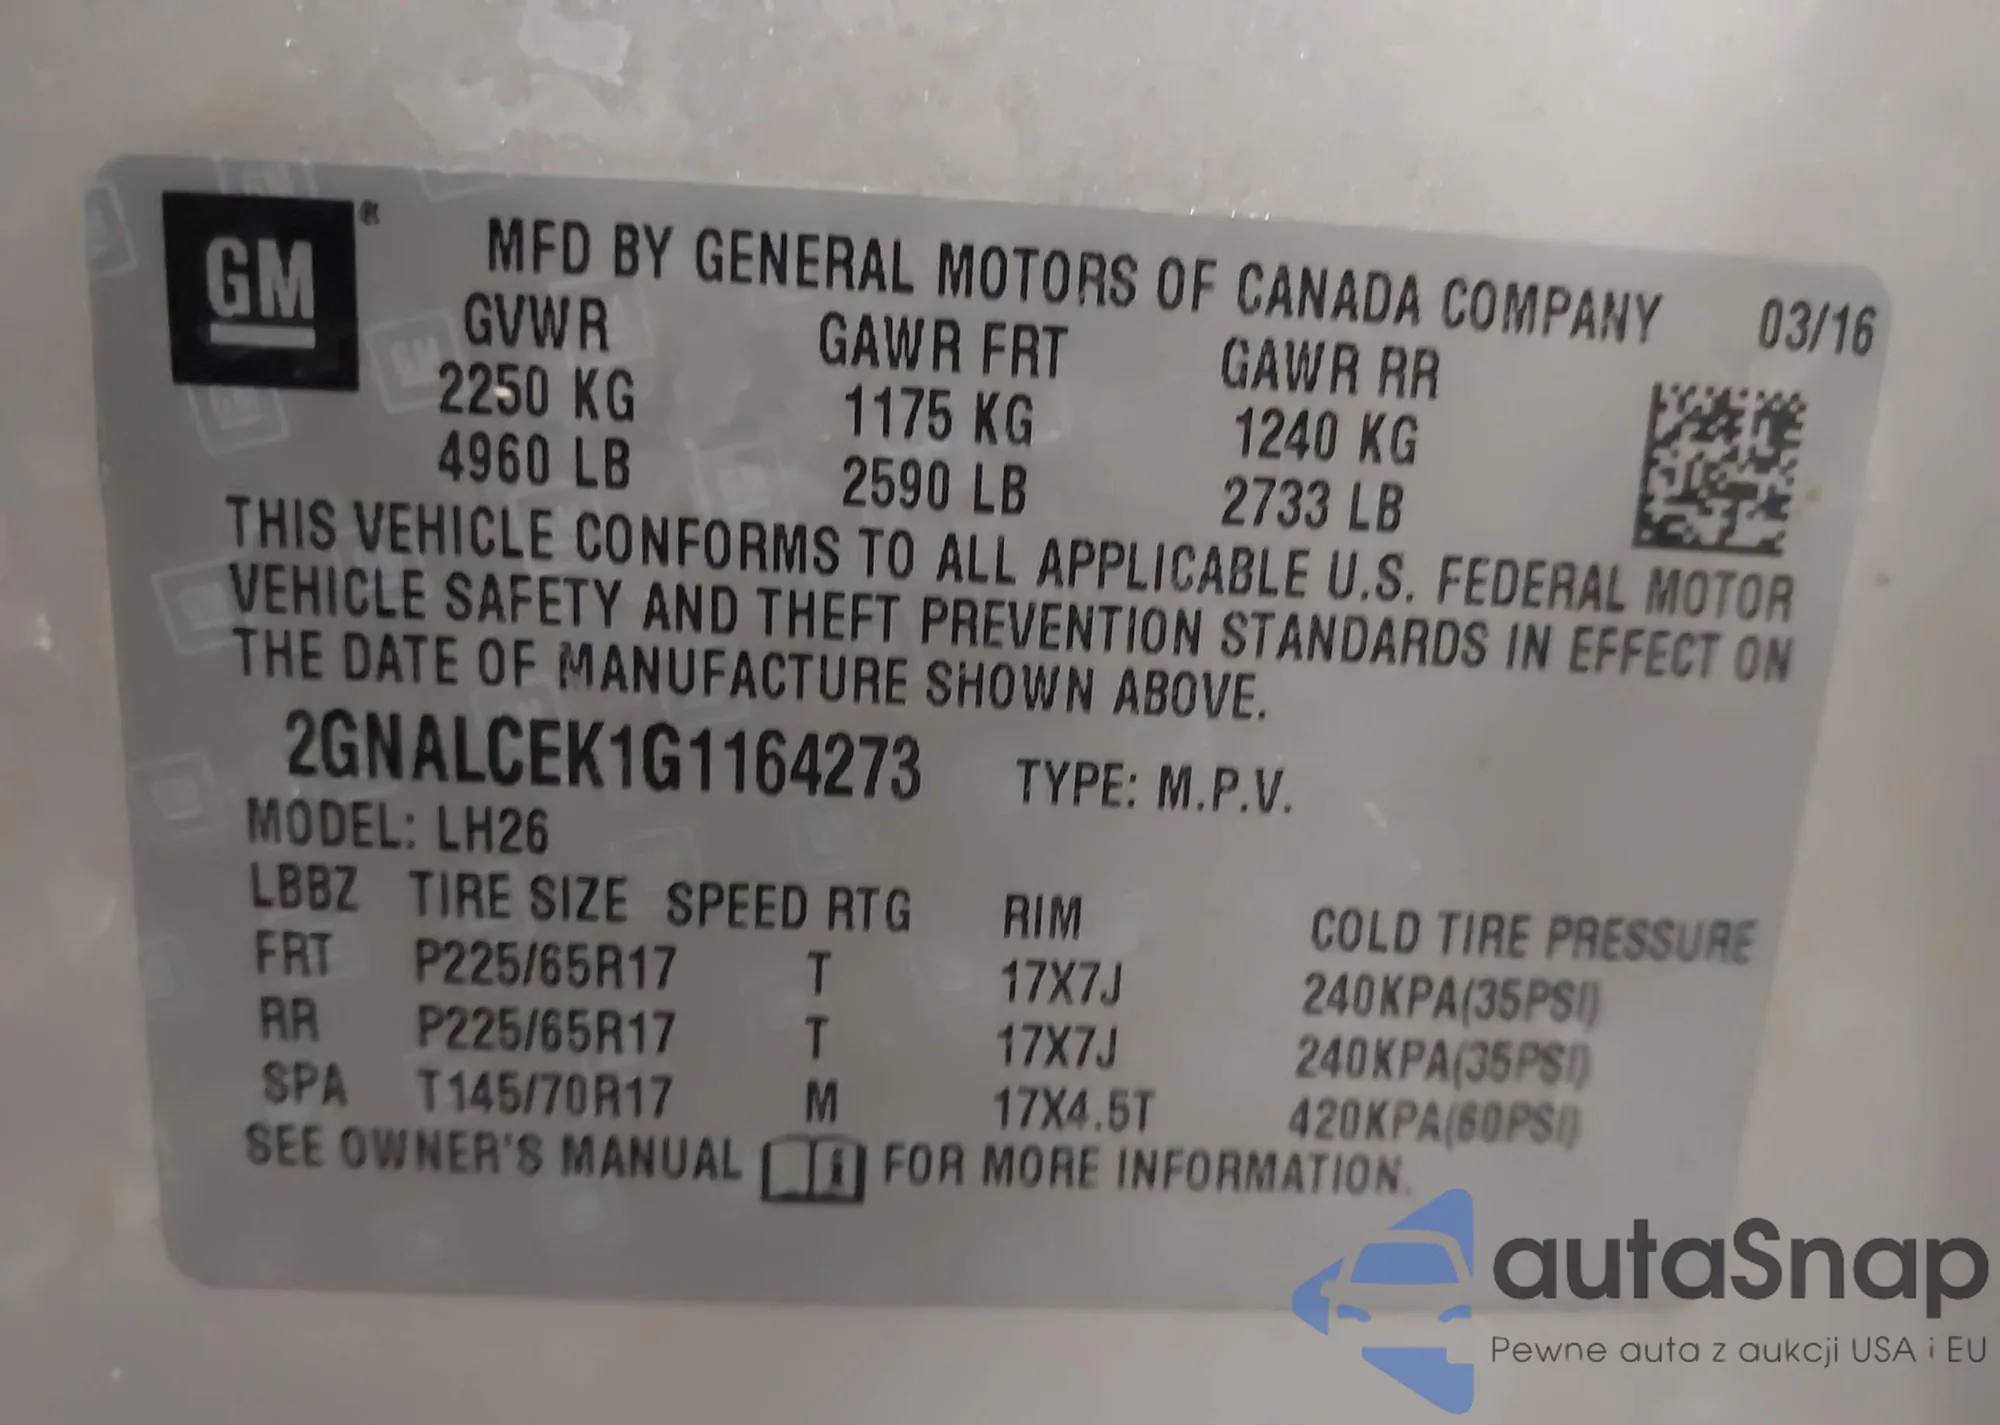 GM ®
MFD BY GENERAL MOTORS OF CANADA COMPANY 03/16
GVWR GAWR FRT GAWR RR
2250 KG 1175 KG 1240 KG
4960 LB 2590 LB 2733 LB
THIS VEHICLE CONFORMS TO ALL APPLICABLE U.S. FEDERAL MOTOR
VEHICLE SAFETY AND THEFT PREVENTION STANDARDS IN EFFECT ON
THE DATE OF MANUFACTURE SHOWN ABOVE.
2GNALCEK1G1164273 TYPE: M.P.V.
MODEL: LH26
LBBZ TIRE SIZE SPEED RTG RIM COLD TIRE PRESSURE
FRT P225/65R17 T 17X7J 240KPA(35PSI)
RR P225/65R17 T 17X7J 240KPA(35PSI)
SPA T145/70R17 M 17X4.5T 420KPA(60PSI)
SEE OWNER'S MANUAL FOR MORE INFORMATION.
autaSnap
Pewne auta z aukcji USA i EU